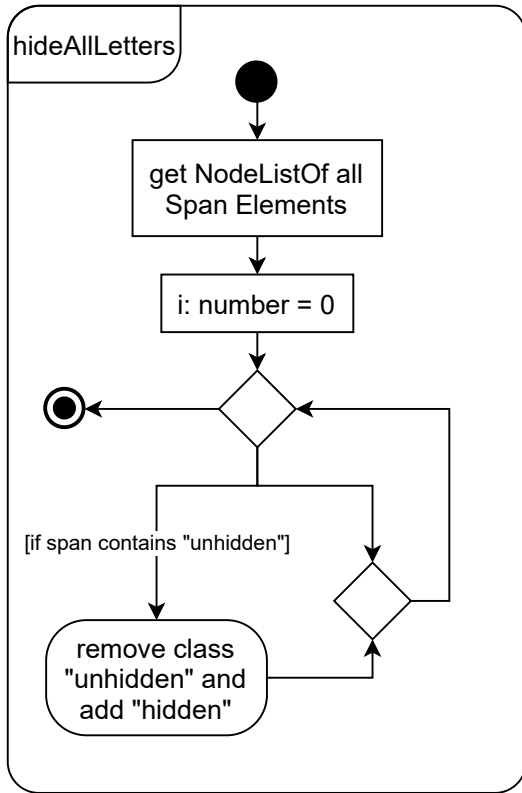 hideAllLetters
get NodeListOf all
Span Elements
i: number = 0
[if span contains "unhidden"]
remove class
"unhidden" and
add "hidden"